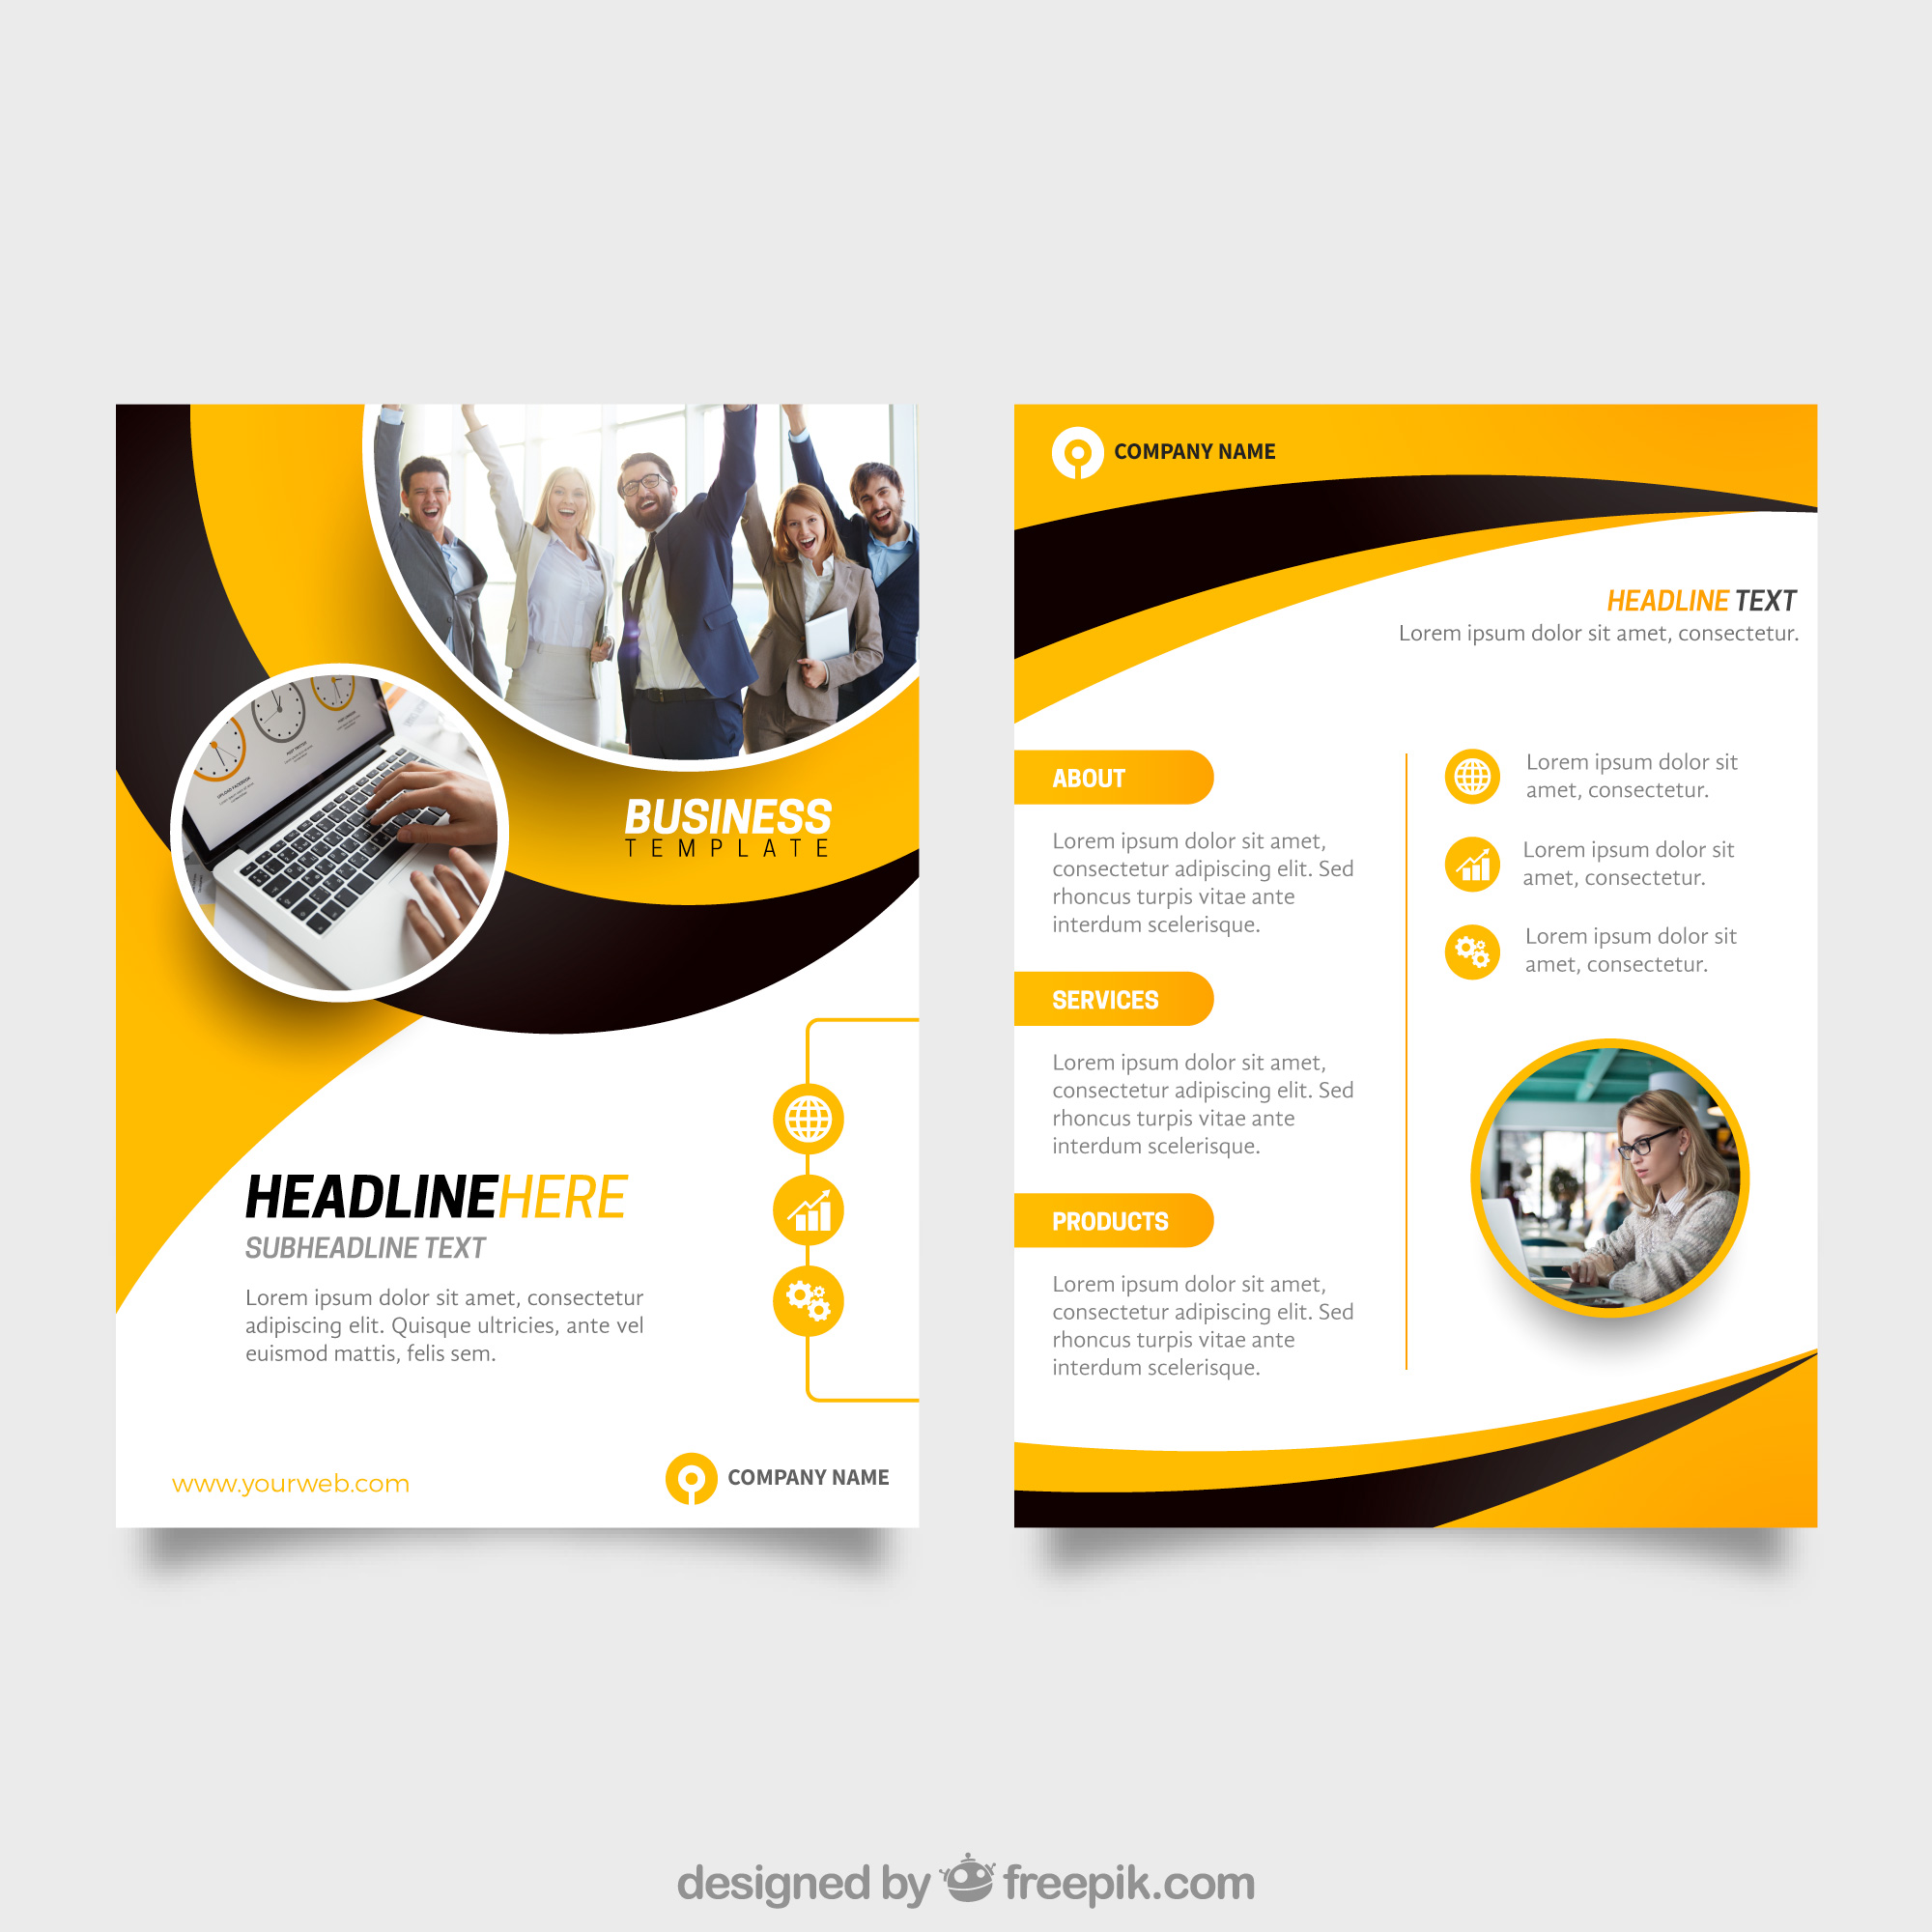 BUSINESS
TEMPLATE
HEADLINEHERE
SUBHEADLINE TEXT
Lorem ipsum dolor sit amet, consectetur
adipiscing elit. Quisque ultricies, ante vel
euismod mattis, felis sem.
www.yourweb.com
COMPANY NAME
COMPANY NAME
HEADLINE TEXT
Lorem ipsum dolor sit amet, consectetur.
ABOUT
Lorem ipsum dolor sit amet,
consectetur adipiscing elit. Sed
rhoncus turpis vitae ante
interdum scelerisque.
SERVICES
Lorem ipsum dolor sit amet,
consectetur adipiscing elit. Sed
rhoncus turpis vitae ante
interdum scelerisque.
PRODUCTS
Lorem ipsum dolor sit amet,
consectetur adipiscing elit. Sed
rhoncus turpis vitae ante
interdum scelerisque.
Lorem ipsum dolor sit
amet, consectetur.
Lorem ipsum dolor sit
amet, consectetur.
Lorem ipsum dolor sit
amet, consectetur.
designed by freepik.com